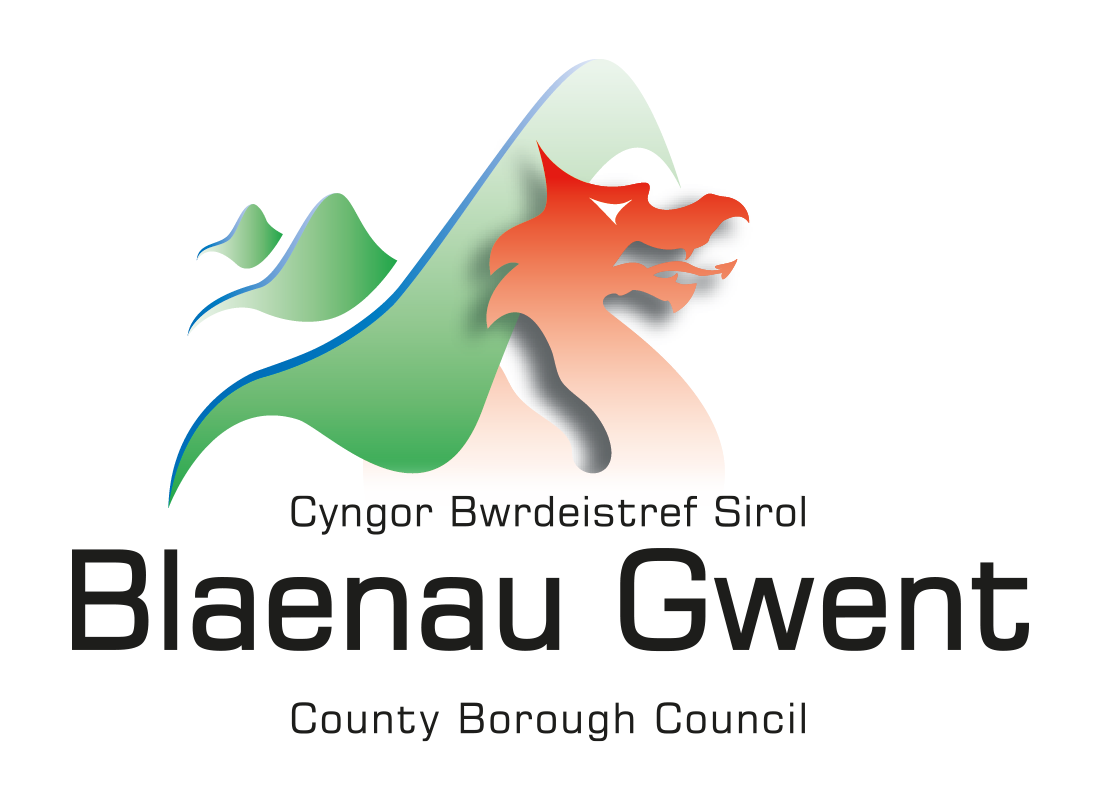 Cyngor Bwrdeistref Sirol
Blaenau Gwent
County Borough Council